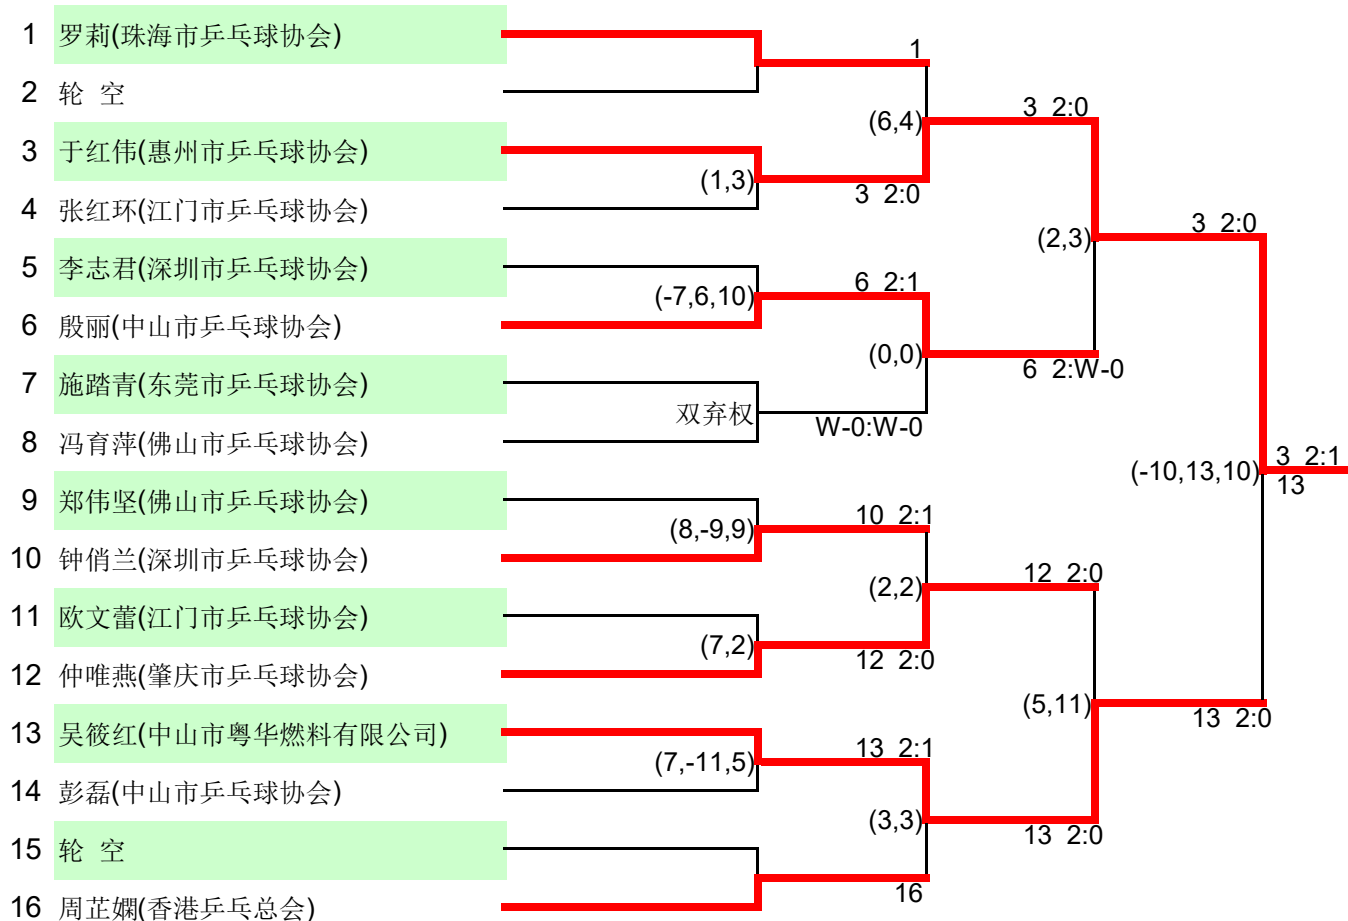 1 罗莉(珠海市乒乓球协会)
1
2 轮 空
(6,4)
3 2:0
3 于红伟(惠州市乒乓球协会)
(1,3)
3 2:0
4 张红环(江门市乒乓球协会)
(2,3)
3 2:0
5 李志君(深圳市乒乓球协会)
(-7,6,10)
6 2:1
6 殷丽(中山市乒乓球协会)
(0,0)
6 2:W-0
7 施踏青(东莞市乒乓球协会)
双弃权
W-0:W-0
8 冯育萍(佛山市乒乓球协会)
(-10,13,10)
3 2:1
13
9 郑伟坚(佛山市乒乓球协会)
(8,-9,9)
10 2:1
10 钟俏兰(深圳市乒乓球协会)
(2,2)
12 2:0
11 欧文蕾(江门市乒乓球协会)
(7,2)
12 2:0
12 仲唯燕(肇庆市乒乓球协会)
(5,11)
13 2:0
13 吴筱红(中山市粤华燃料有限公司)
(7,-11,5)
13 2:1
14 彭磊(中山市乒乓球协会)
(3,3)
13 2:0
15 轮 空
16
16 周芷娴(香港乒乓总会)